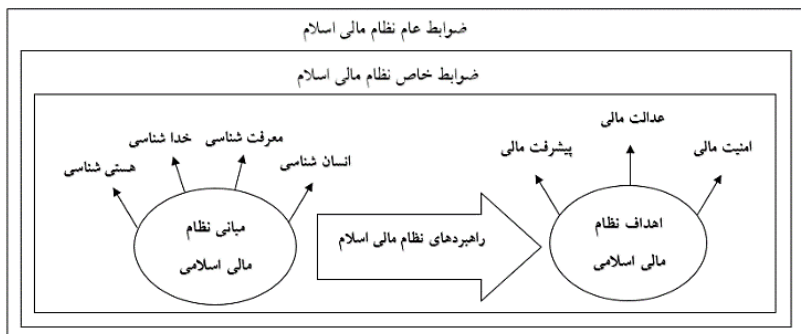 ضوابط عام نظام مالی اسلام
ضوابط خاص نظام مالی اسلام
عدالت مالی
پیشرفت مالی
امنیت مالی
معرفت شناسی
خدا شناسی
انسان شناسی
هستی شناسی
اهداف نظام
مالی اسلامی
راهبردهای نظام مالی اسلام
مبانی نظام
مالی اسلامی